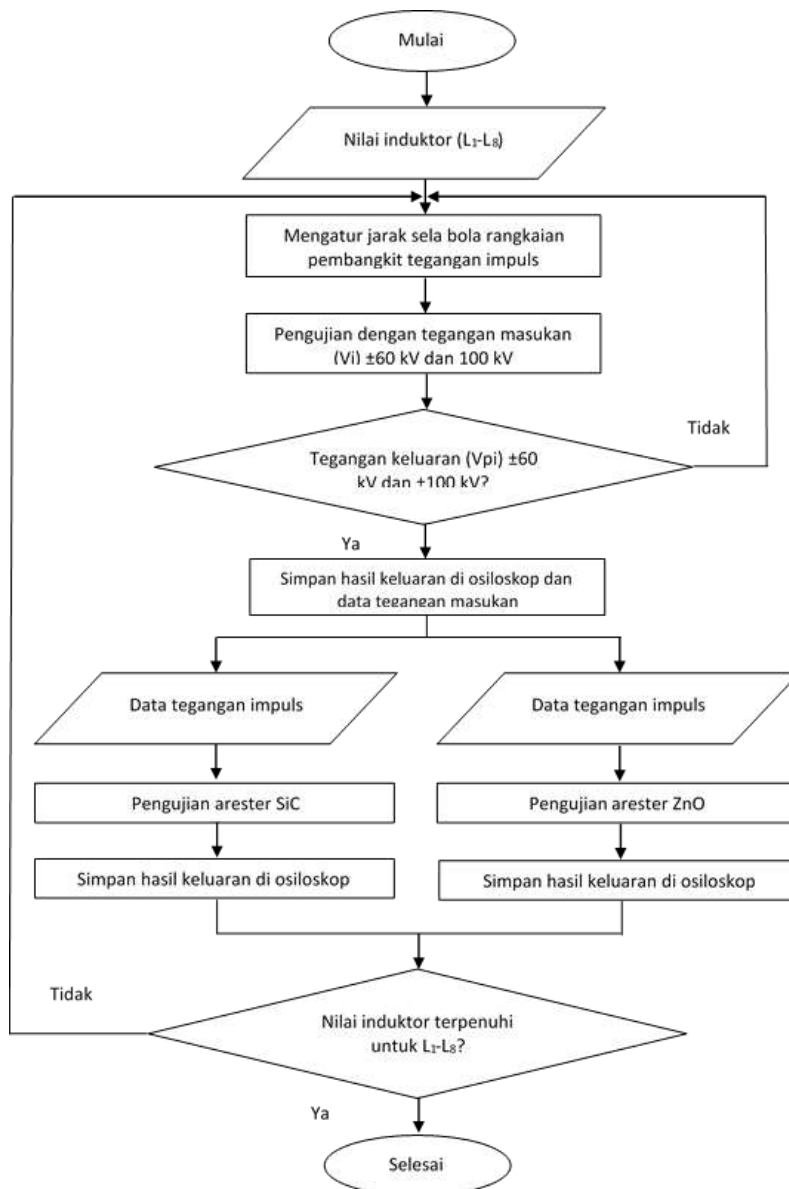 Mulai
Nilai induktor (L₁-L₈)
Mengatur jarak sela bola rangkaian
pembangkit tegangan impuls
Pengujian dengan tegangan masukan
(Vi) ±60 kV dan 100 kV
Tidak
Tegangan keluaran (Vpi) ±60
kV dan ±100 kV?
Ya
Simpan hasil keluaran di osiloskop dan
data tegangan masukan
Data tegangan impuls
Data tegangan impuls
Pengujian arester SiC
Pengujian arester ZnO
Simpan hasil keluaran di osiloskop
Simpan hasil keluaran di osiloskop
Tidak
Nilai induktor terpenuhi
untuk L₁-L₈?
Ya
Selesai